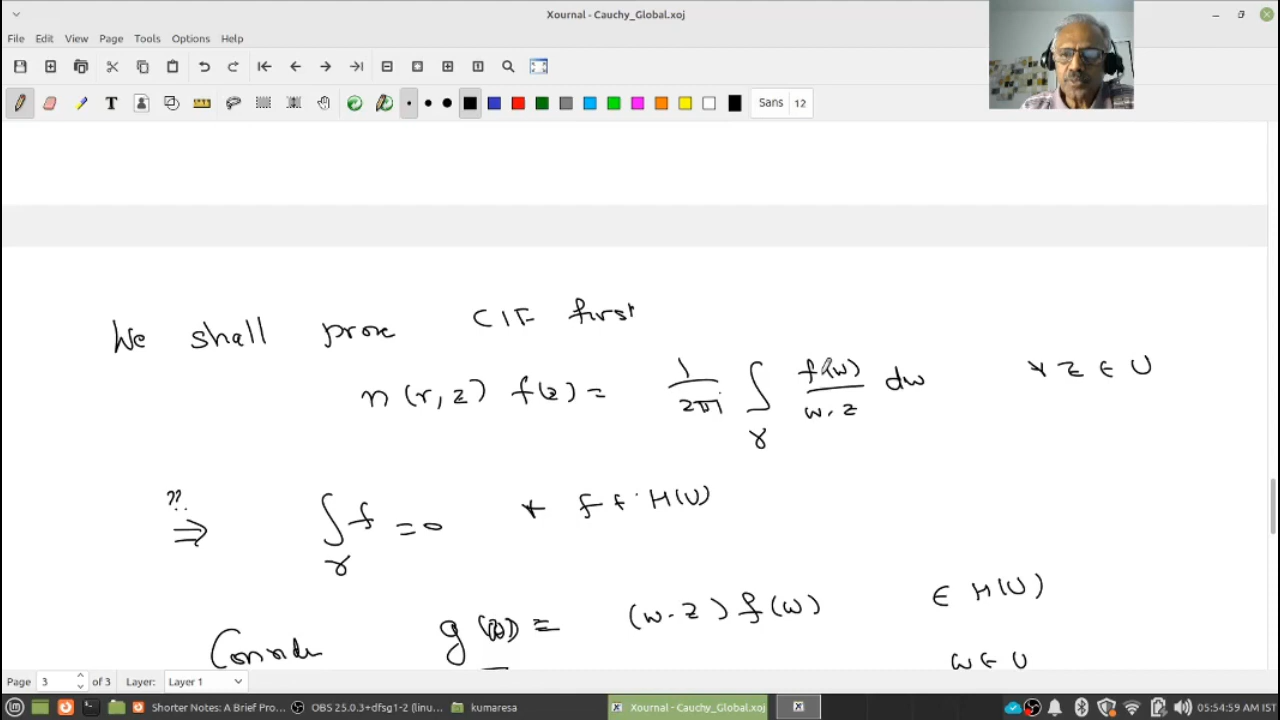 Xournal - Cauchy_Global.xoj
File Edit View Page Tools Options Help
Sans 12
We shall prove CIF first
n(γ, z) f(z) = 1/2πi ∫γ f(w)/w-z dw ∀ z ∈ U
??
⇒ ∫γ f = 0 ∀ f ∈ H(U)
Consider g(w) = (w-z) f(w) ∈ H(U)
w ∈ U
Page 3 of 3 Layer: Layer 1
Shorter Notes: A Brief Pro... OBS 25.0.3+dfsg1-2 (linu... kumaresa Xournal - Cauchy_Global.xoj 05:54:59 AM IST